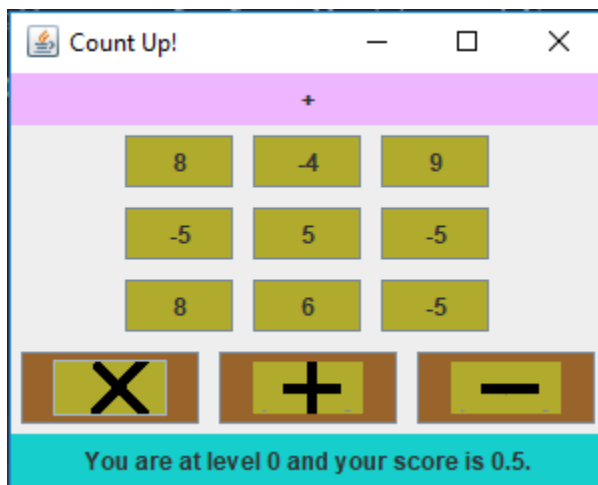 Count Up!
+
8 -4 9
-5 5 -5
8 6 -5
× + −
You are at level 0 and your score is 0.5.